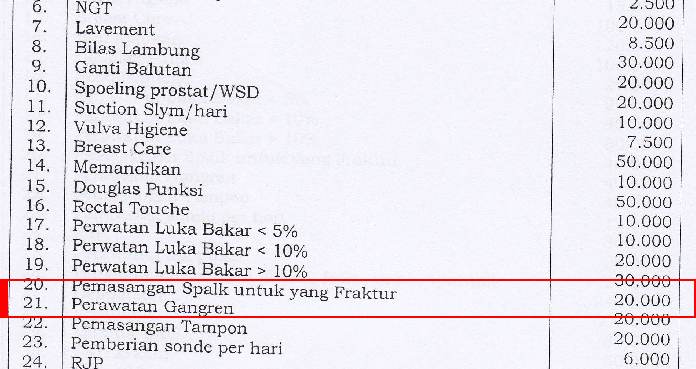 6. NGT 2.500
7. Lavement 20.000
8. Bilas Lambung 8.500
9. Ganti Balutan 30.000
10. Spoeling prostat/WSD 20.000
11. Suction Slym/hari 20.000
12. Vulva Higiene 10.000
13. Breast Care 7.500
14. Memandikan 50.000
15. Douglas Punksi 10.000
16. Rectal Touche 50.000
17. Perwatan Luka Bakar < 5% 10.000
18. Perwatan Luka Bakar < 10% 10.000
19. Perwatan Luka Bakar > 10% 20.000
20. Pemasangan Spalk untuk yang Fraktur 30.000
21. Perawatan Gangren 20.000
22. Pemasangan Tampon 20.000
23. Pemberian sonde per hari 20.000
24. RJP 6.000